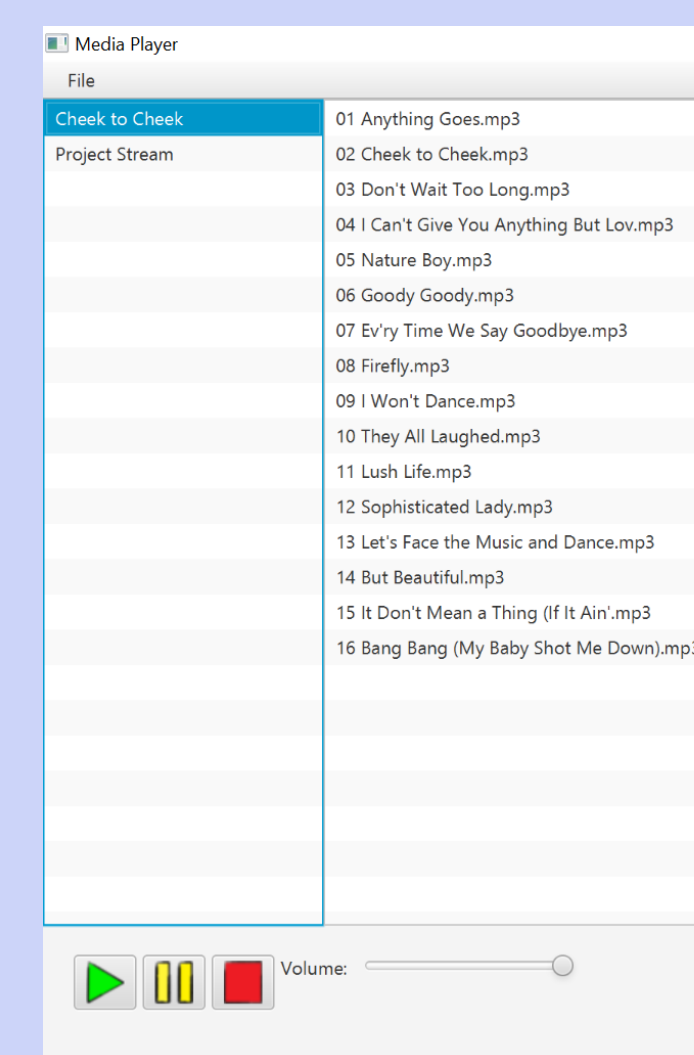 Media Player
File
Cheek to Cheek
Project Stream
01 Anything Goes.mp3
02 Cheek to Cheek.mp3
03 Don't Wait Too Long.mp3
04 I Can't Give You Anything But Lov.mp3
05 Nature Boy.mp3
06 Goody Goody.mp3
07 Ev'ry Time We Say Goodbye.mp3
08 Firefly.mp3
09 I Won't Dance.mp3
10 They All Laughed.mp3
11 Lush Life.mp3
12 Sophisticated Lady.mp3
13 Let's Face the Music and Dance.mp3
14 But Beautiful.mp3
15 It Don't Mean a Thing (If It Ain'.mp3
16 Bang Bang (My Baby Shot Me Down).mp3
Volume: